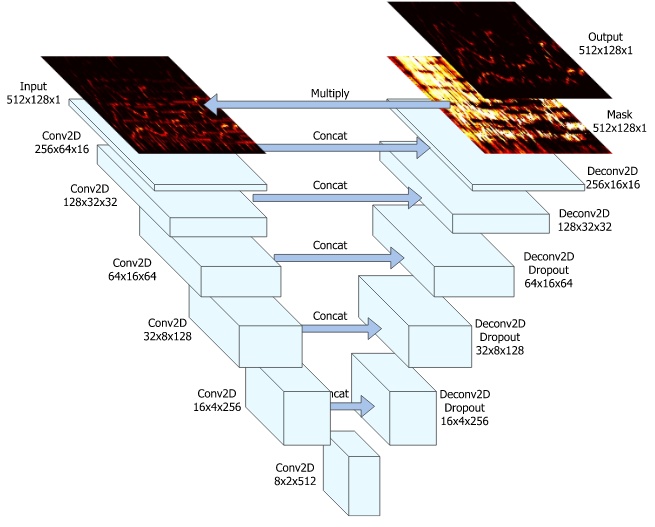 Output
512x128x1
Input
512x128x1
Multiply
Mask
512x128x1
Conv2D
256x64x16
Concat
Deconv2D
256x16x16
Conv2D
128x32x32
Concat
Deconv2D
128x32x32
Conv2D
64x16x64
Concat
Deconv2D
Dropout
64x16x64
Conv2D
32x8x128
Concat
Deconv2D
Dropout
32x8x128
Conv2D
16x4x256
ncat
Deconv2D
Dropout
16x4x256
Conv2D
8x2x512